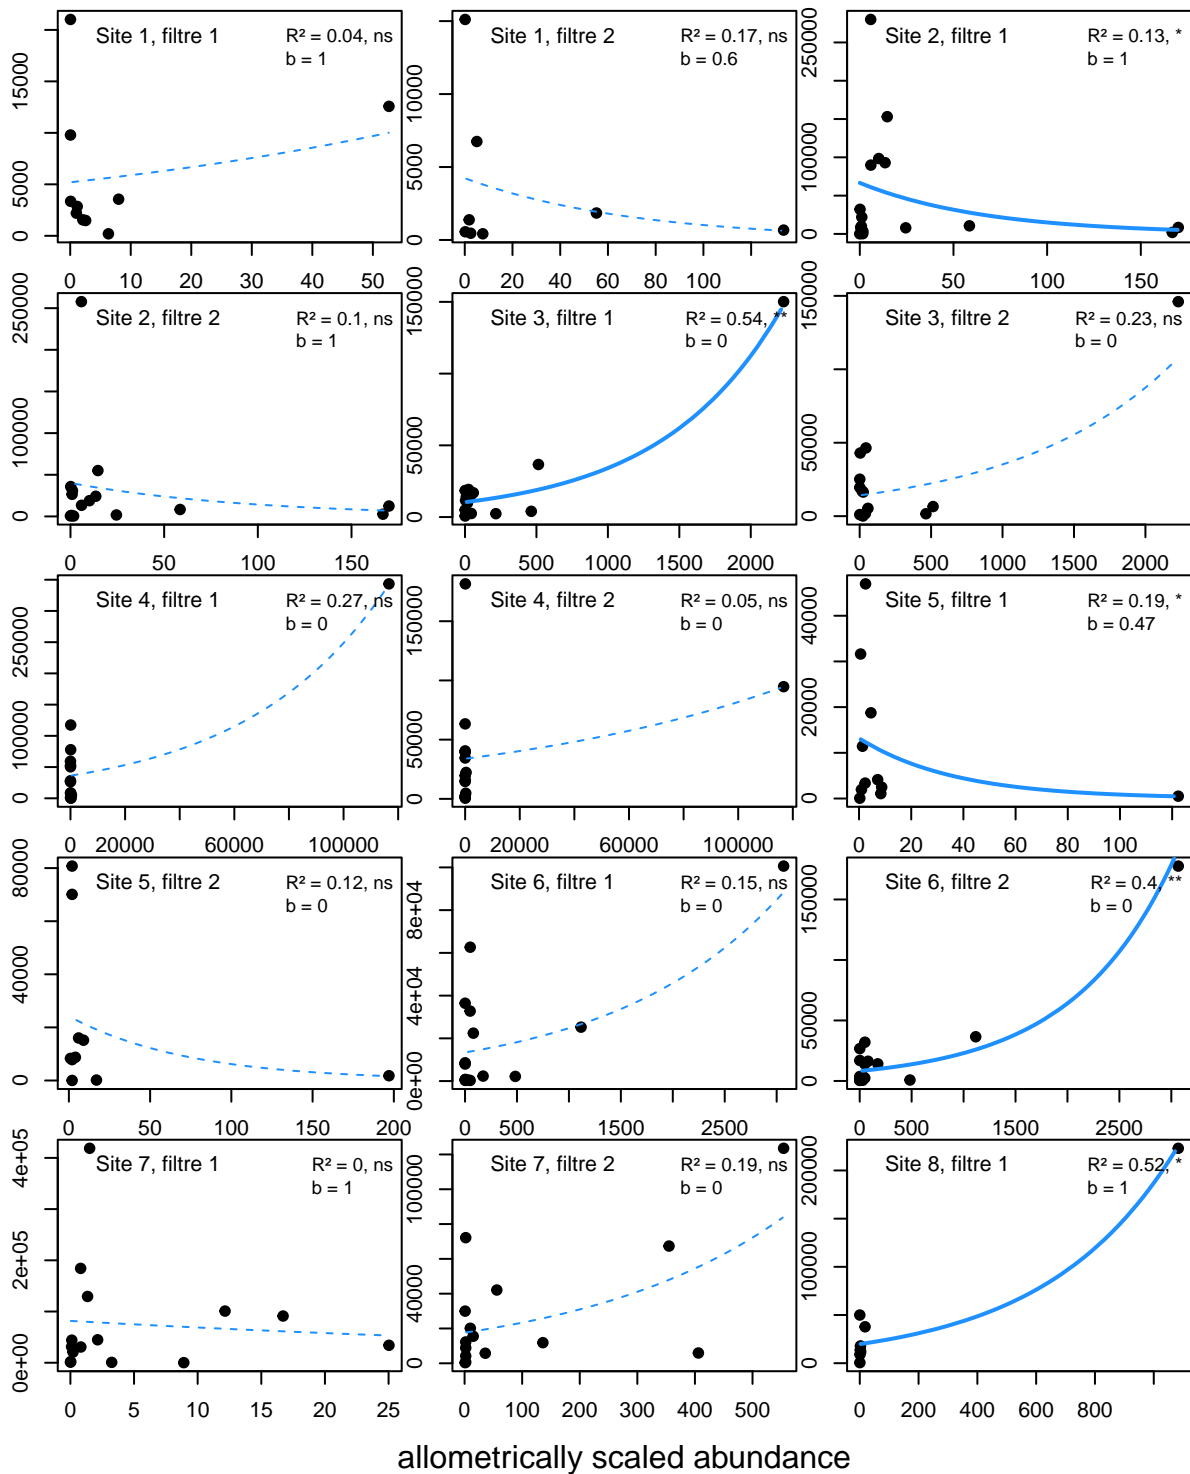 Site 1, filtre 1
R² = 0.04, ns
b = 1
0 5000 15000
0 10 20 30 40 50
Site 1, filtre 2
R² = 0.17, ns
b = 0.6
0 5000 10000
0 20 40 60 80 100
Site 2, filtre 1
R² = 0.13, *
b = 1
0 100000 250000
0 50 100 150
Site 2, filtre 2
R² = 0.1, ns
b = 1
0 100000 250000
0 50 100 150
Site 3, filtre 1
R² = 0.54, **
b = 0
0 50000 150000
0 500 1000 1500 2000
Site 3, filtre 2
R² = 0.23, ns
b = 0
0 50000 150000
0 500 1000 1500 2000
Site 4, filtre 1
R² = 0.27, ns
b = 0
0 100000 250000
0 20000 60000 100000
Site 4, filtre 2
R² = 0.05, ns
b = 0
0 50000 150000
0 20000 60000 100000
Site 5, filtre 1
R² = 0.19, *
b = 0.47
0 20000 40000
0 20 40 60 80 100
Site 5, filtre 2
R² = 0.12, ns
b = 0
0 40000 80000
0 50 100 150 200
Site 6, filtre 1
R² = 0.15, ns
b = 0
0e+00 4e+04 8e+04
0 500 1500 2500
Site 6, filtre 2
R² = 0.4, **
b = 0
0 50000 150000
0 500 1500 2500
Site 7, filtre 1
R² = 0, ns
b = 1
0e+00 2e+05 4e+05
0 5 10 15 20 25
Site 7, filtre 2
R² = 0.19, ns
b = 0
0 40000 100000
0 100 200 300 400 500
Site 8, filtre 1
R² = 0.52, *
b = 1
0 100000 200000
0 200 400 600 800
allometrically scaled abundance